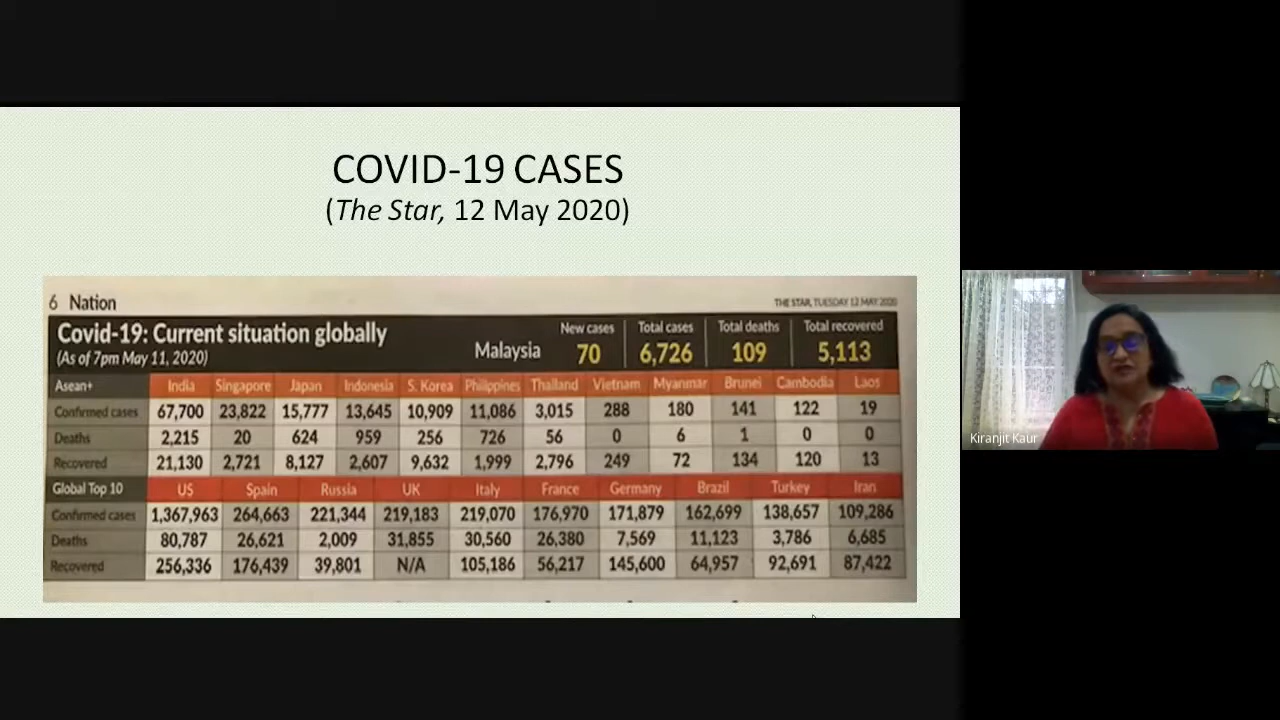 COVID-19 CASES
(The Star, 12 May 2020)
6 Nation
THE STAR, TUESDAY 12 MAY 2020
Covid-19: Current situation globally
(As of 7pm May 11, 2020)
Malaysia
New cases Total cases Total deaths Total recovered
70 6,726 109 5,113
Asean+ India Singapore Japan Indonesia S. Korea Philippines Thailand Vietnam Myanmar Brunei Cambodia Laos
Confirmed cases 67,700 23,822 15,777 13,645 10,909 11,086 3,015 288 180 141 122 19
Deaths 2,215 20 624 959 256 726 56 0 6 1 0 0
Recovered 21,130 2,721 8,127 2,607 9,632 1,999 2,796 249 72 134 120 13
Global Top 10 US Spain Russia UK Italy France Germany Brazil Turkey Iran
Confirmed cases 1,367,963 264,663 221,344 219,183 219,070 176,970 171,879 162,699 138,657 109,286
Deaths 80,787 26,621 2,009 31,855 30,560 26,380 7,569 11,123 3,786 6,685
Recovered 256,336 176,439 39,801 N/A 105,186 56,217 145,600 64,957 92,691 87,422
Kiranjit Kaur